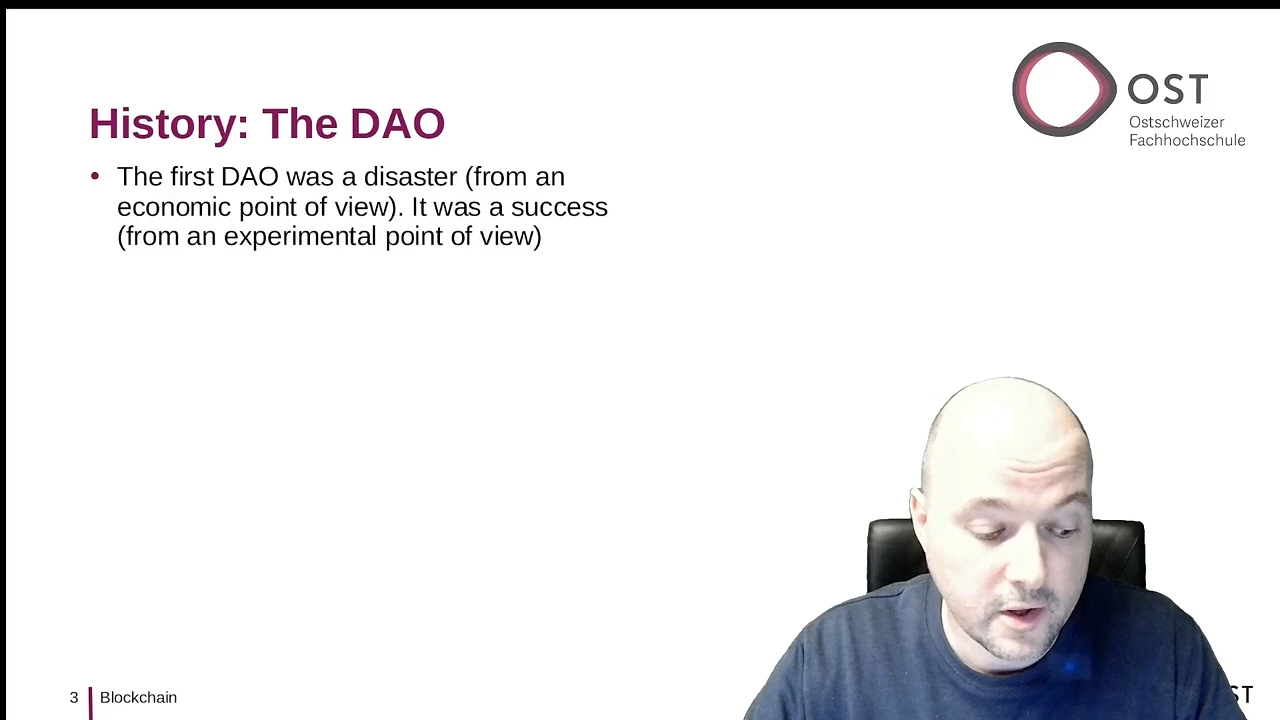 OST
Ostschweizer
Fachhochschule
History: The DAO
• The first DAO was a disaster (from an
economic point of view). It was a success
(from an experimental point of view)
3
Blockchain
ST